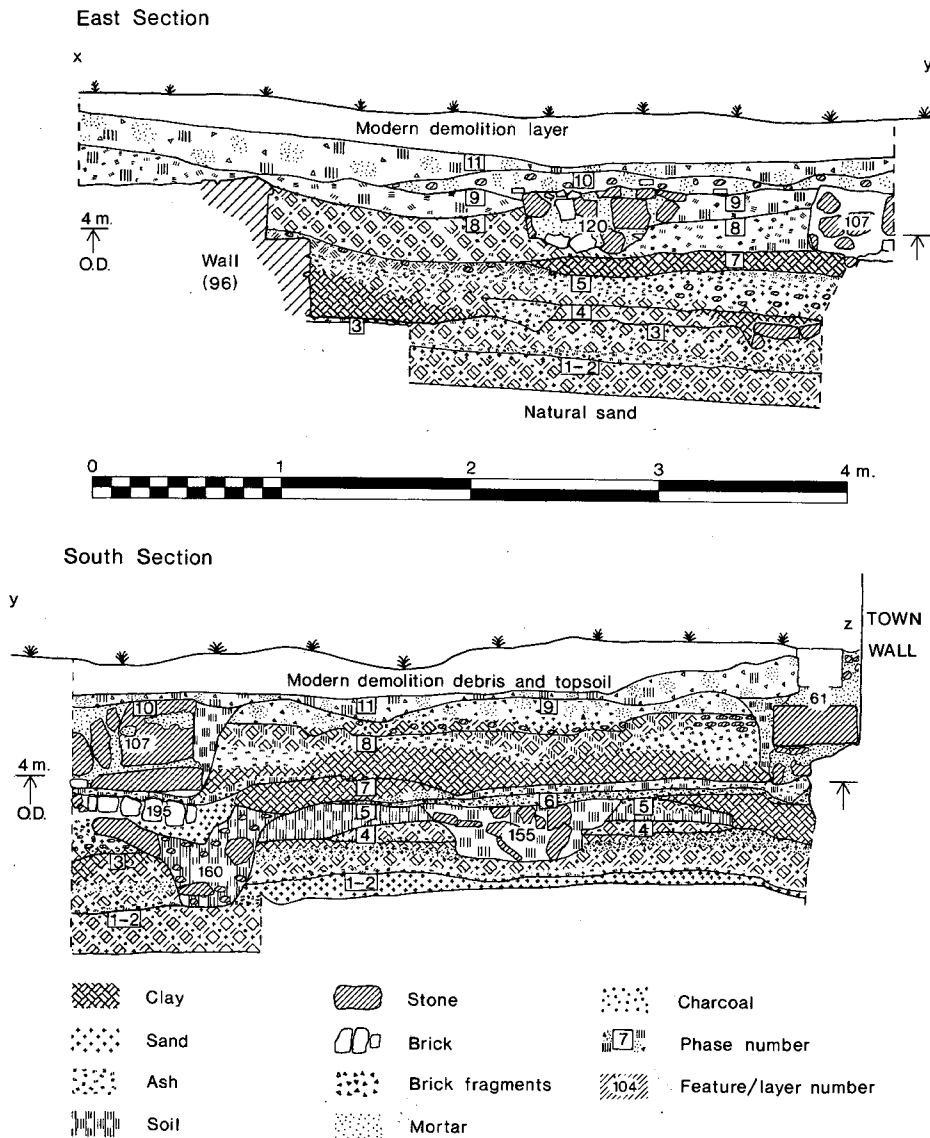 East Section
x
y
Modern demolition layer
11
10
9
9
8
8
120
107
4 m.
O.D.
Wall
(96)
7
5
4
3
3
1-2
Natural sand
0 1 2 3 4 m.
South Section
y
z
TOWN
WALL
Modern demolition debris and topsoil
61
10
11
9
107
8
4 m.
O.D.
7
6
195
5
5
155
4
4
3
160
1-2
1-2
Clay
Stone
Charcoal
Sand
Brick
7 Phase number
Ash
Brick fragments
104 Feature/layer number
Soil
Mortar